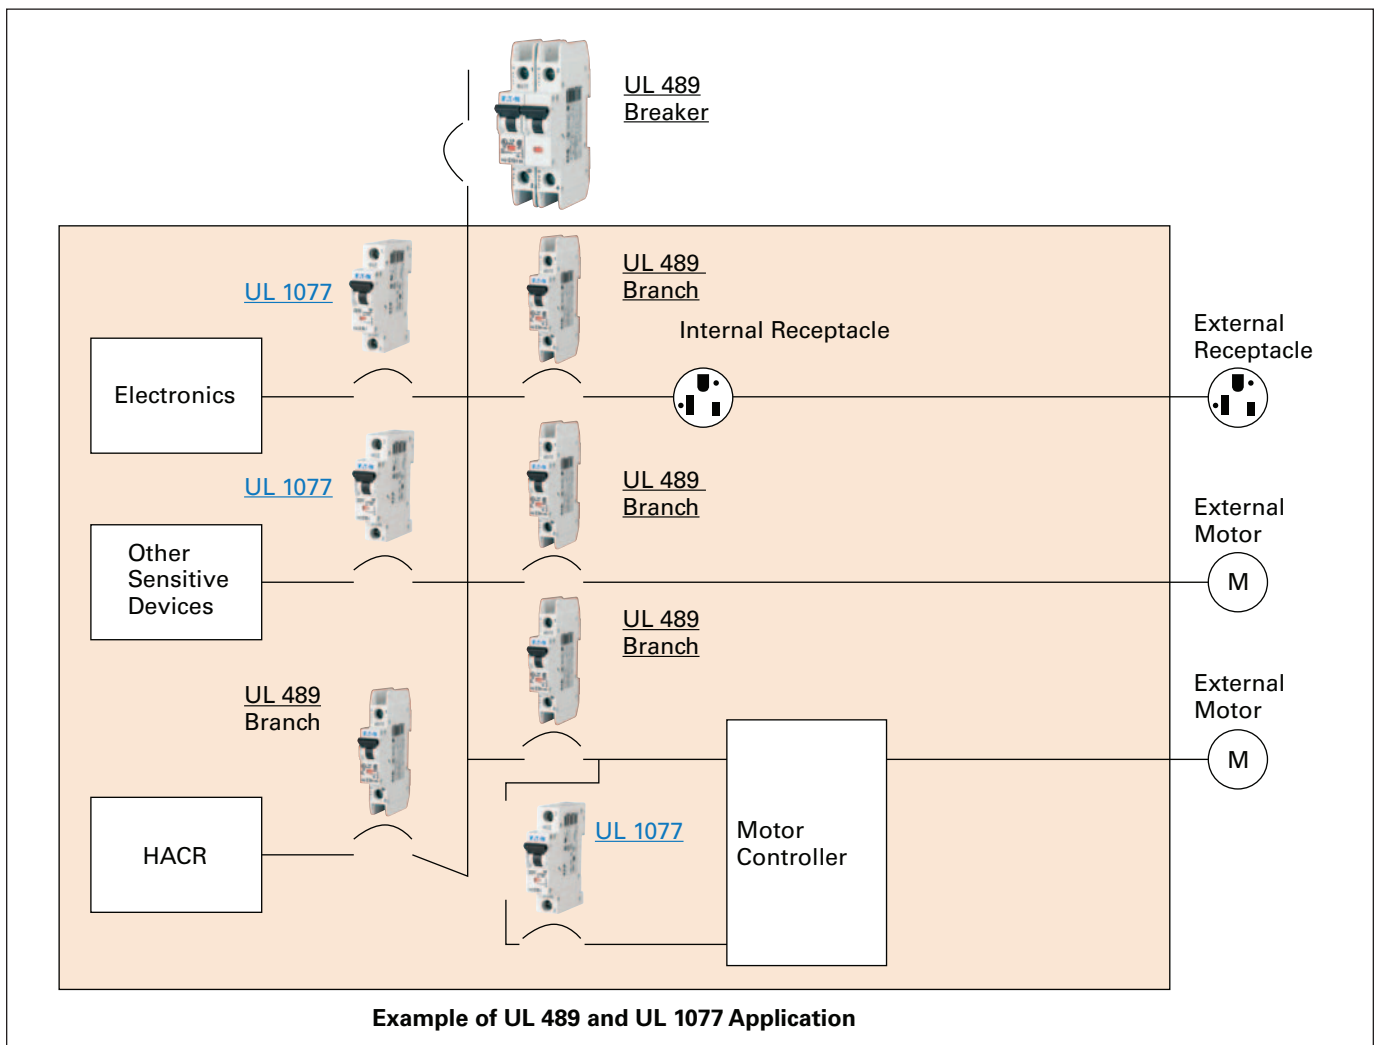 UL 489
Breaker
UL 1077
UL 489
Branch
Internal Receptacle
External
Receptacle
Electronics
UL 1077
UL 489
Branch
External
Motor
Other
Sensitive
Devices
M
UL 489
Branch
UL 489
Branch
External
Motor
M
UL 1077
Motor
Controller
HACR
Example of UL 489 and UL 1077 Application